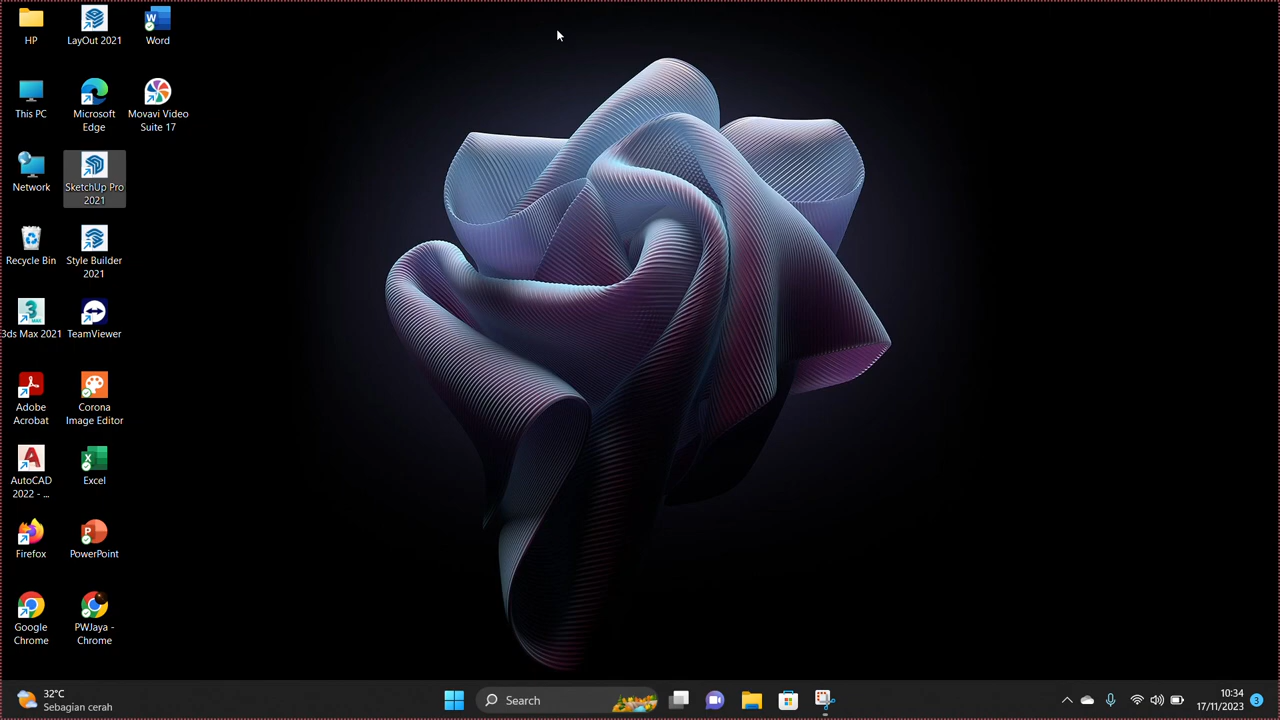 HP
LayOut 2021
Word
This PC
Microsoft
Edge
Movavi Video
Suite 17
Network
SketchUp Pro
2021
Recycle Bin
Style Builder
2021
3ds Max 2021
TeamViewer
Adobe
Acrobat
Corona
Image Editor
AutoCAD
2022 - ...
Excel
Firefox
PowerPoint
Google
Chrome
PWJaya -
Chrome
32°C
Sebagian cerah
Search
10:34
17/11/2023
3